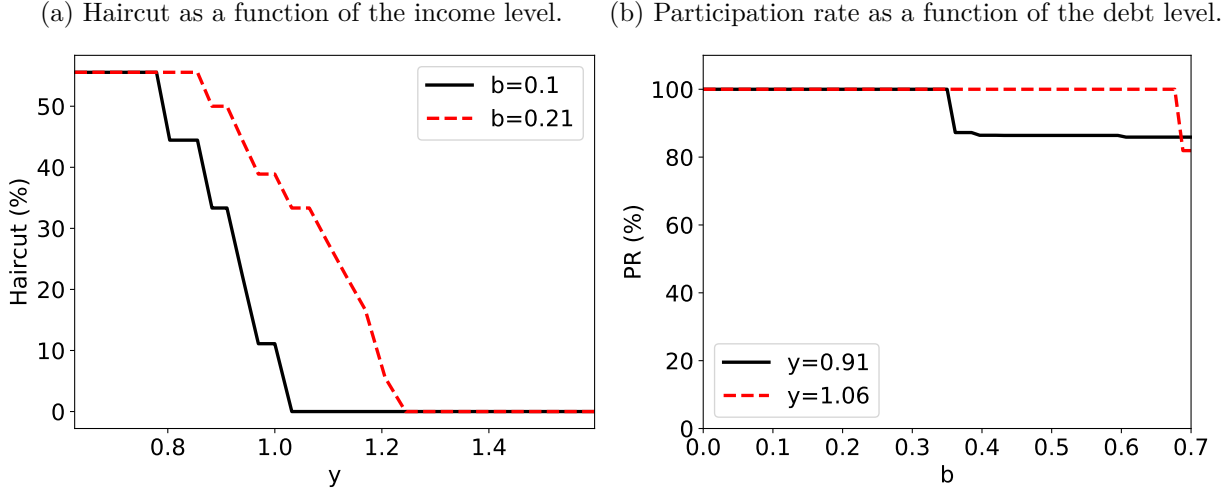 (a) Haircut as a function of the income level.
Haircut (%)
50
40
30
20
10
0
0.8 1.0 1.2 1.4
y
b=0.1
b=0.21
(b) Participation rate as a function of the debt level.
PR (%)
100
80
60
40
20
0
0.0 0.1 0.2 0.3 0.4 0.5 0.6 0.7
b
y=0.91
y=1.06